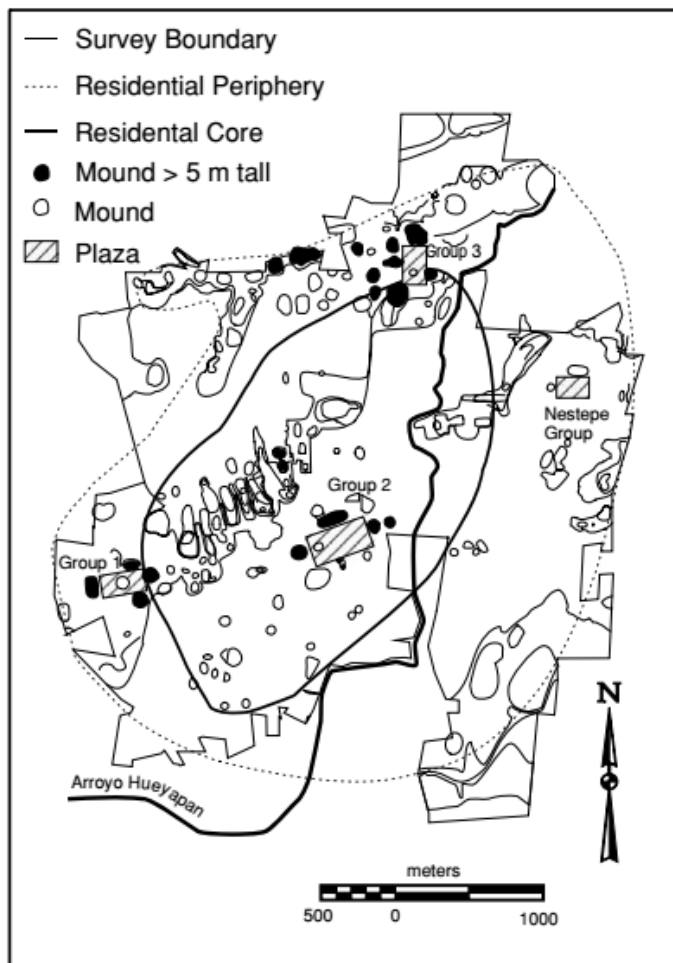 Survey Boundary
Residential Periphery
Residental Core
Mound > 5 m tall
Mound
Plaza
Group 3
Nestepe
Group
Group 2
Group 1
N
Arroyo Hueyapan
meters
500 0 1000